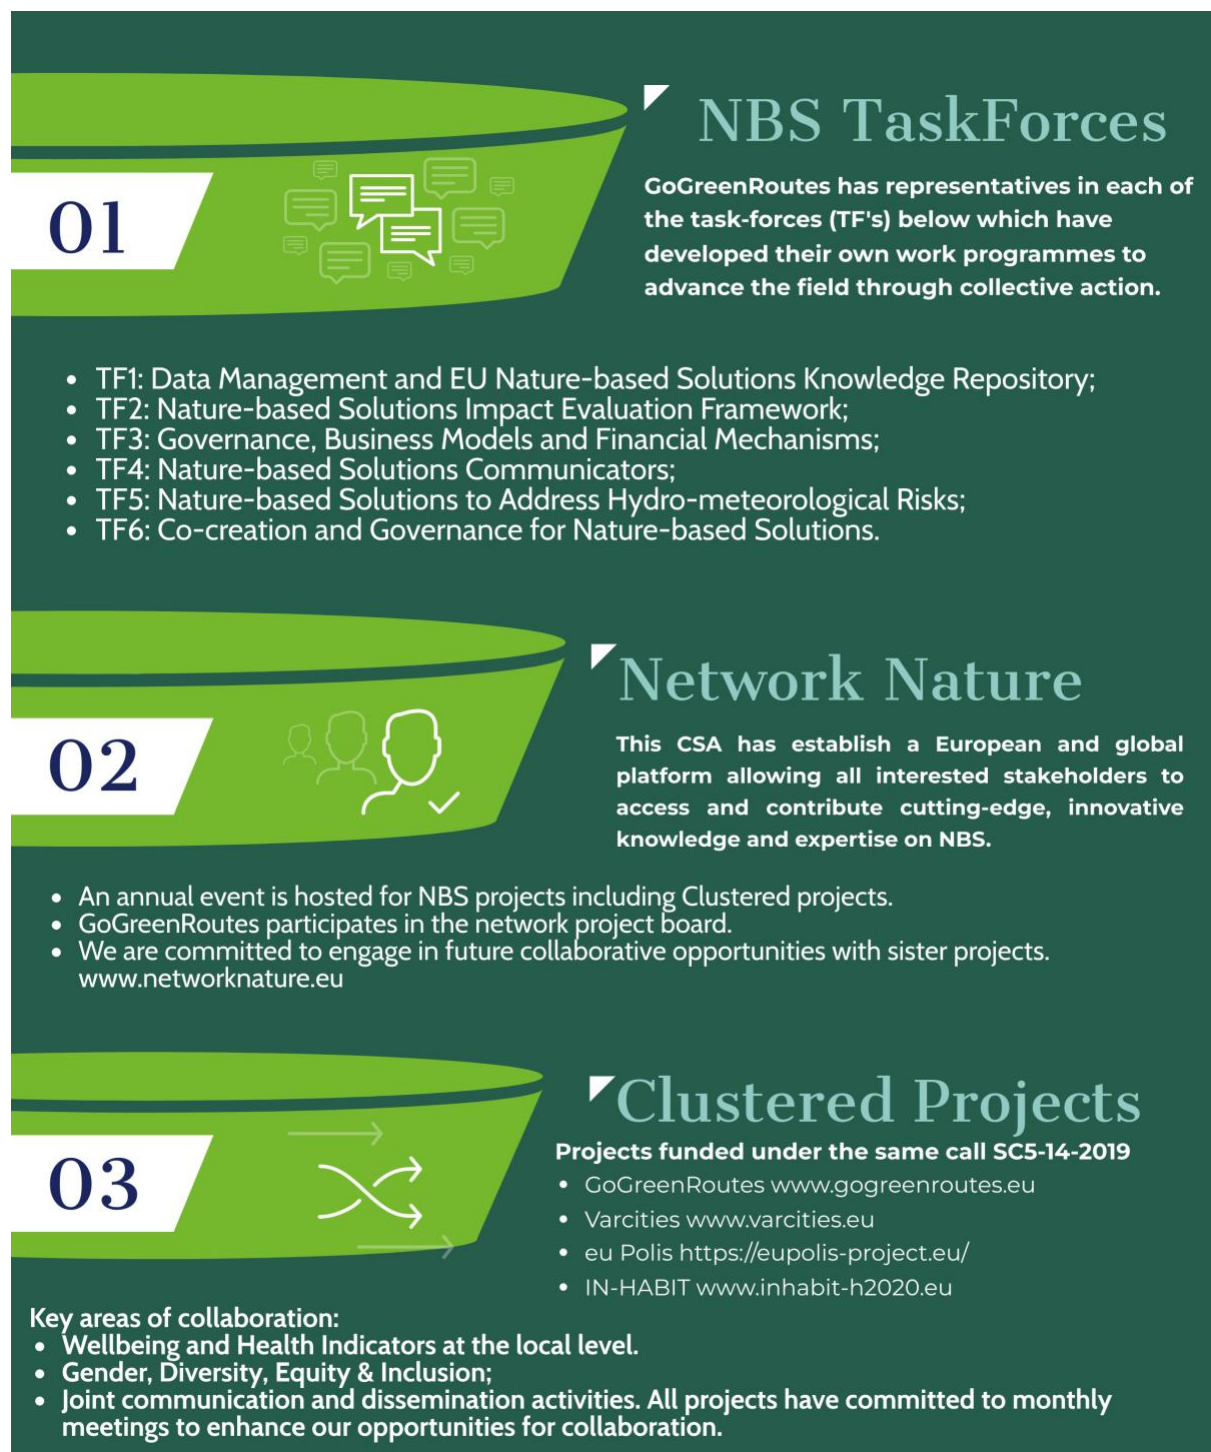 01
NBS TaskForces
GoGreenRoutes has representatives in each of
the task-forces (TF's) below which have
developed their own work programmes to
advance the field through collective action.
• TF1: Data Management and EU Nature-based Solutions Knowledge Repository;
• TF2: Nature-based Solutions Impact Evaluation Framework;
• TF3: Governance, Business Models and Financial Mechanisms;
• TF4: Nature-based Solutions Communicators;
• TF5: Nature-based Solutions to Address Hydro-meteorological Risks;
• TF6: Co-creation and Governance for Nature-based Solutions.
02
Network Nature
This CSA has establish a European and global
platform allowing all interested stakeholders to
access and contribute cutting-edge, innovative
knowledge and expertise on NBS.
• An annual event is hosted for NBS projects including Clustered projects.
• GoGreenRoutes participates in the network project board.
• We are committed to engage in future collaborative opportunities with sister projects.
www.networknature.eu
03
Clustered Projects
Projects funded under the same call SC5-14-2019
• GoGreenRoutes www.gogreenroutes.eu
• Varcities www.varcities.eu
• eu Polis https://eupolis-project.eu/
• IN-HABIT www.inhabit-h2020.eu
Key areas of collaboration:
• Wellbeing and Health Indicators at the local level.
• Gender, Diversity, Equity & Inclusion;
• Joint communication and dissemination activities. All projects have committed to monthly
meetings to enhance our opportunities for collaboration.